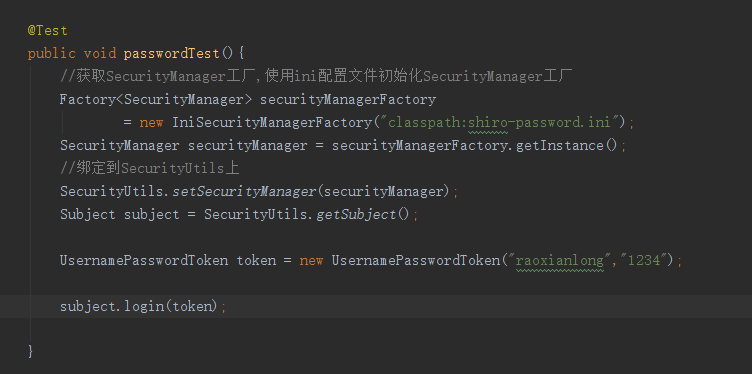 @Test
public void passwordTest(){
//获取SecurityManager工厂,使用ini配置文件初始化SecurityManager工厂
Factory<SecurityManager> securityManagerFactory
= new IniSecurityManagerFactory("classpath:shiro-password.ini");
SecurityManager securityManager = securityManagerFactory.getInstance();
//绑定到SecurityUtils上
SecurityUtils.setSecurityManager(securityManager);
Subject subject = SecurityUtils.getSubject();
UsernamePasswordToken token = new UsernamePasswordToken("raoxianlong","1234");
subject.login(token);
}